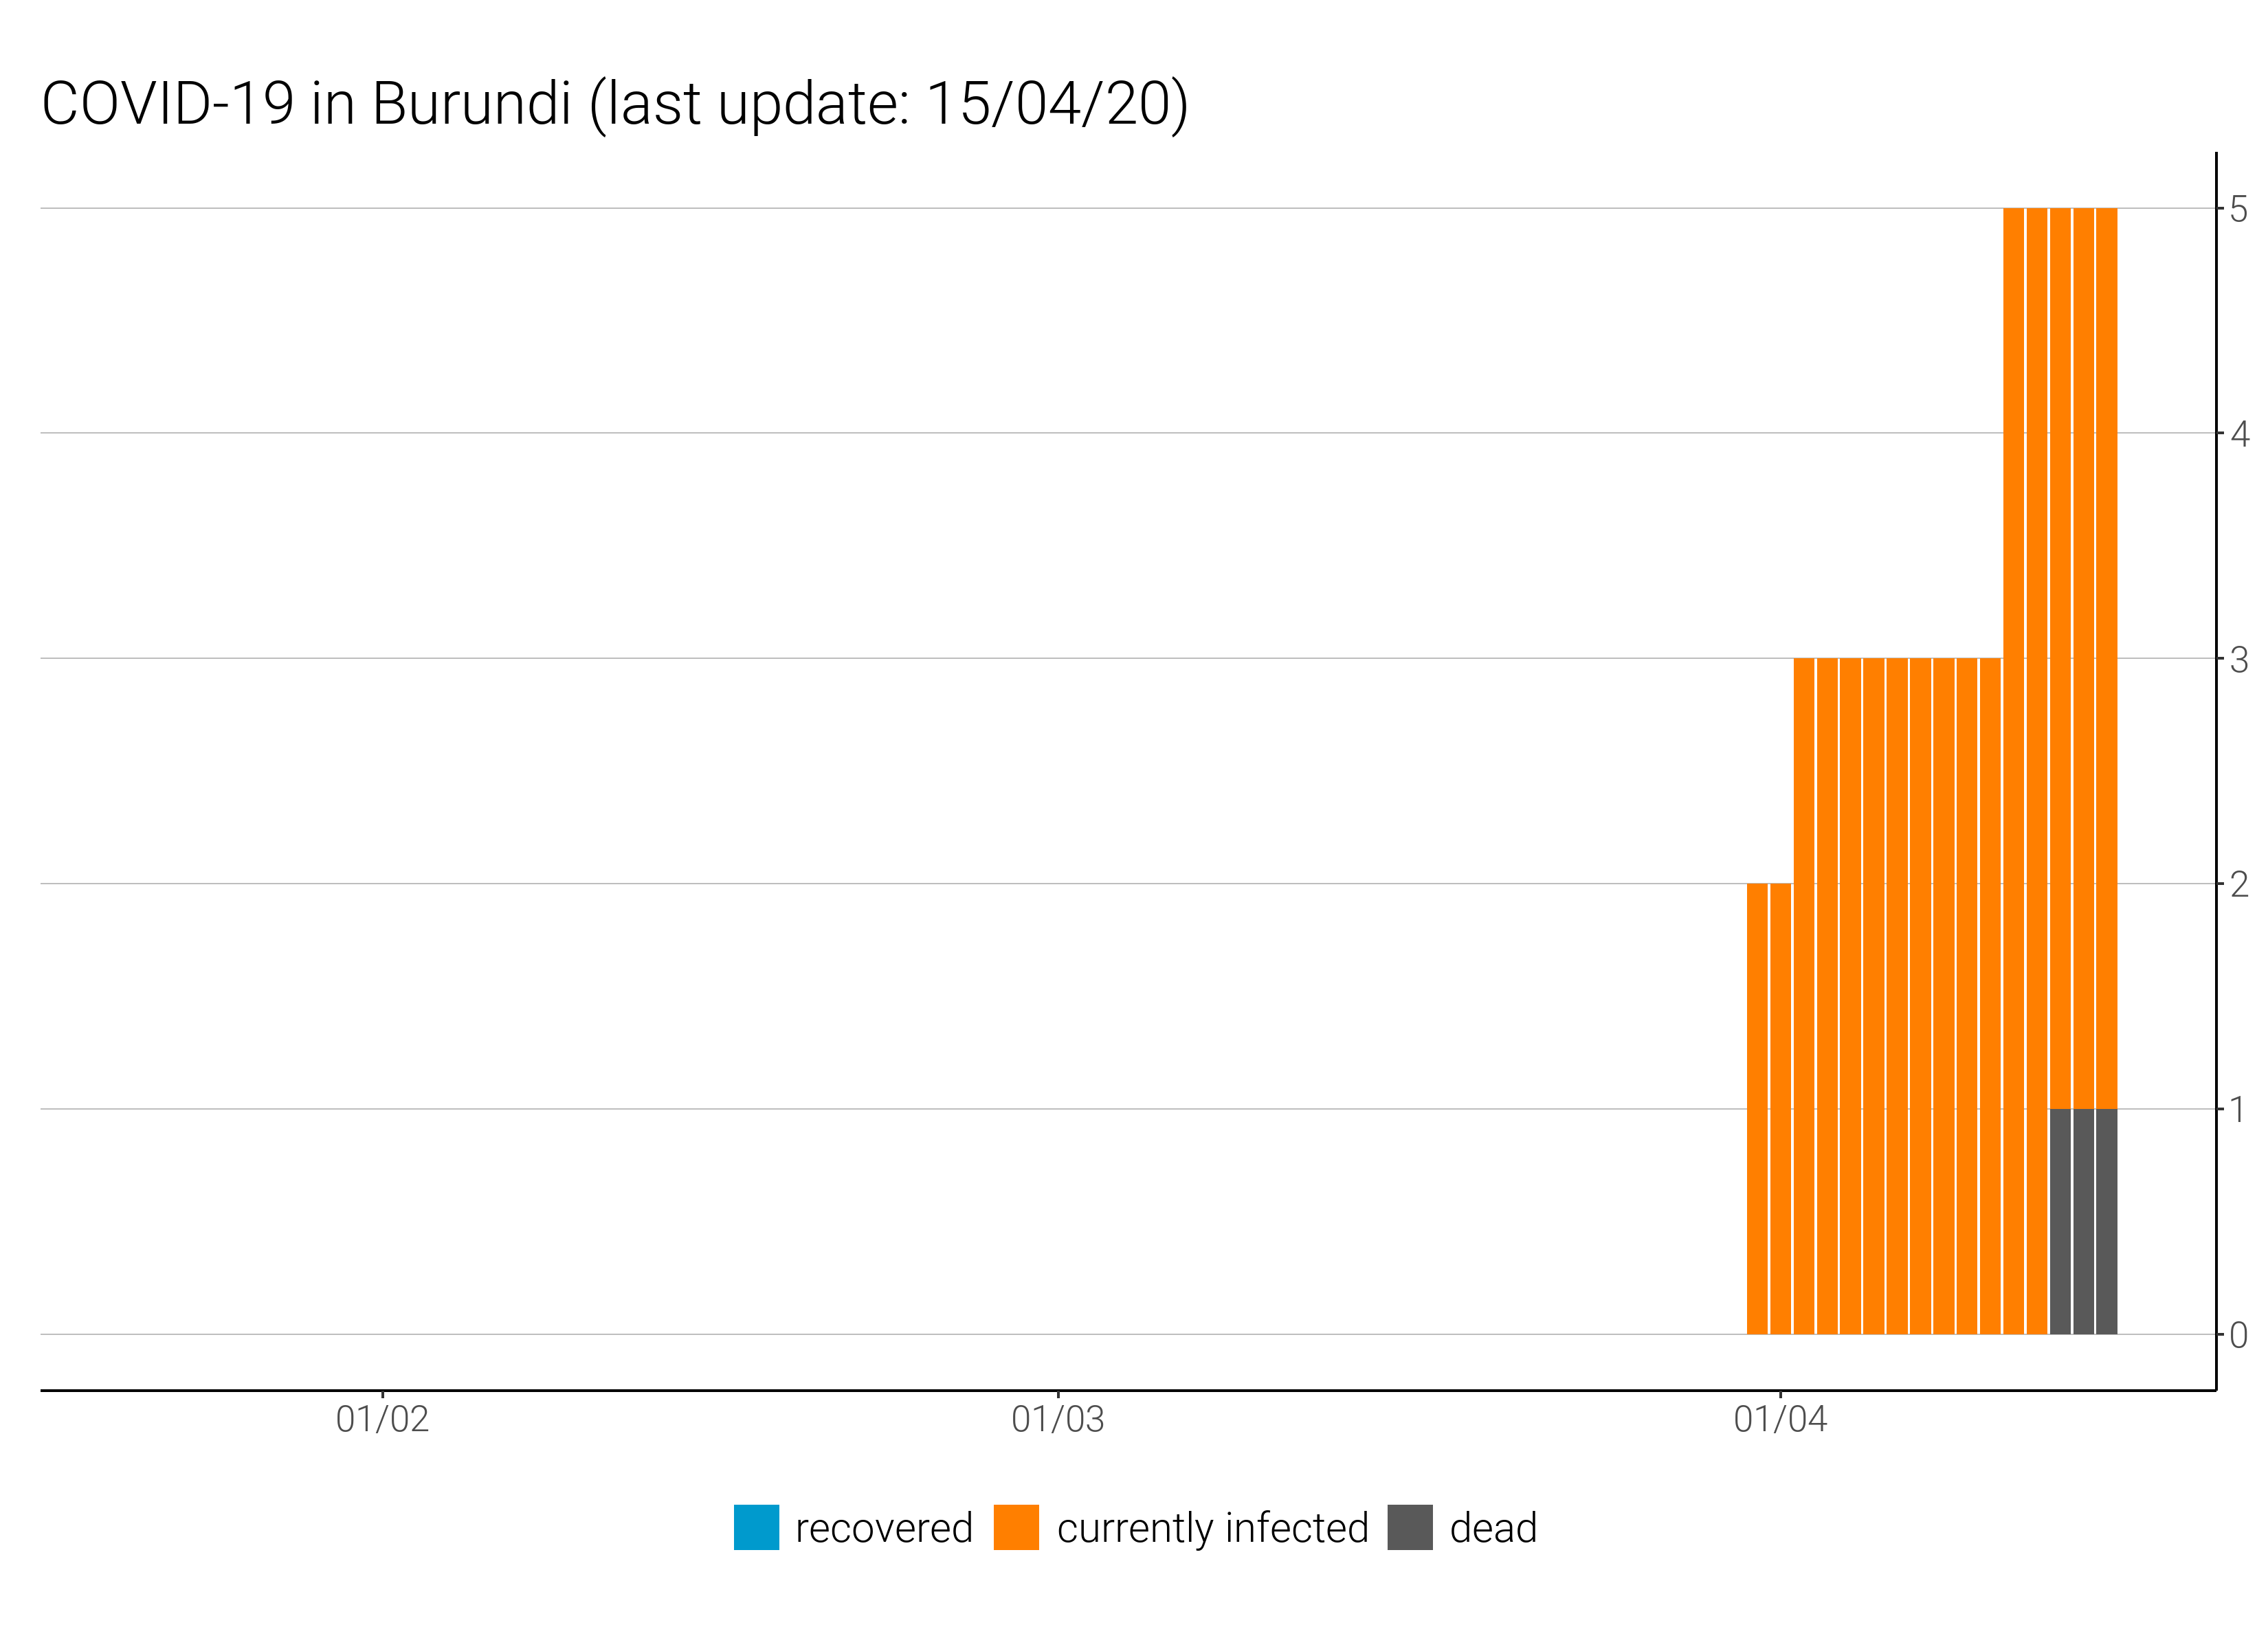 COVID-19 in Burundi (last update: 15/04/20)
5
4
3
2
1
0
01/02 01/03 01/04
recovered currently infected dead